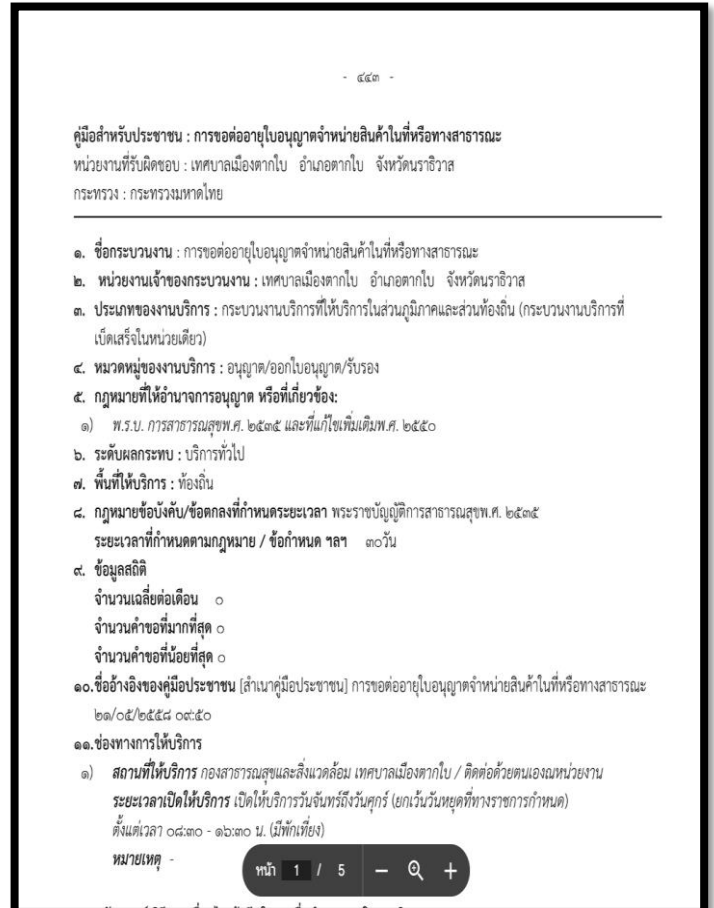 - ๔๔๓ -
คู่มือสำหรับประชาชน : การขอต่ออายุใบอนุญาตจำหน่ายสินค้าในที่หรือทางสาธารณะ
หน่วยงานที่รับผิดชอบ : เทศบาลเมืองตากใบ อำเภอตากใบ จังหวัดนราธิวาส
กระทรวง : กระทรวงมหาดไทย
๑. ชื่อกระบวนงาน : การขอต่ออายุใบอนุญาตจำหน่ายสินค้าในที่หรือทางสาธารณะ
๒. หน่วยงานเจ้าของกระบวนงาน : เทศบาลเมืองตากใบ อำเภอตากใบ จังหวัดนราธิวาส
๓. ประเภทของงานบริการ : กระบวนงานบริการที่ให้บริการในส่วนภูมิภาคและส่วนท้องถิ่น (กระบวนงานบริการที่
เบ็ดเสร็จในหน่วยเดียว)
๔. หมวดหมู่ของงานบริการ : อนุญาต/ออกใบอนุญาต/รับรอง
๕. กฎหมายที่ให้อำนาจการอนุญาต หรือที่เกี่ยวข้อง:
๑) พ.ร.บ. การสาธารณสุขพ.ศ. ๒๕๓๕ และที่แก้ไขเพิ่มเติมพ.ศ. ๒๕๕๐
๖. ระดับผลกระทบ : บริการทั่วไป
๗. พื้นที่ให้บริการ : ท้องถิ่น
๘. กฎหมายข้อบังคับ/ข้อตกลงที่กำหนดระยะเวลา พระราชบัญญัติการสาธารณสุขพ.ศ. ๒๕๓๕
ระยะเวลาที่กำหนดตามกฎหมาย / ข้อกำหนด ฯลฯ ๓๐วัน
๙. ข้อมูลสถิติ
จำนวนเฉลี่ยต่อเดือน ๐
จำนวนคำขอที่มากที่สุด ๐
จำนวนคำขอที่น้อยที่สุด ๐
๑๐.ชื่ออ้างอิงของคู่มือประชาชน [สำเนาคู่มือประชาชน] การขอต่ออายุใบอนุญาตจำหน่ายสินค้าในที่หรือทางสาธารณะ
๒๑/๐๕/๒๕๕๘ ๐๙:๕๐
๑๑.ช่องทางการให้บริการ
๑) สถานที่ให้บริการ กองสาธารณสุขและสิ่งแวดล้อม เทศบาลเมืองตากใบ / ติดต่อด้วยตนเองณหน่วยงาน
ระยะเวลาเปิดให้บริการ เปิดให้บริการวันจันทร์ถึงวันศุกร์ (ยกเว้นวันหยุดที่ทางราชการกำหนด)
ตั้งแต่เวลา ๐๘:๓๐ - ๑๖:๓๐ น. (มีพักเที่ยง)
หมายเหตุ -
หน้า 1 / 5 − +